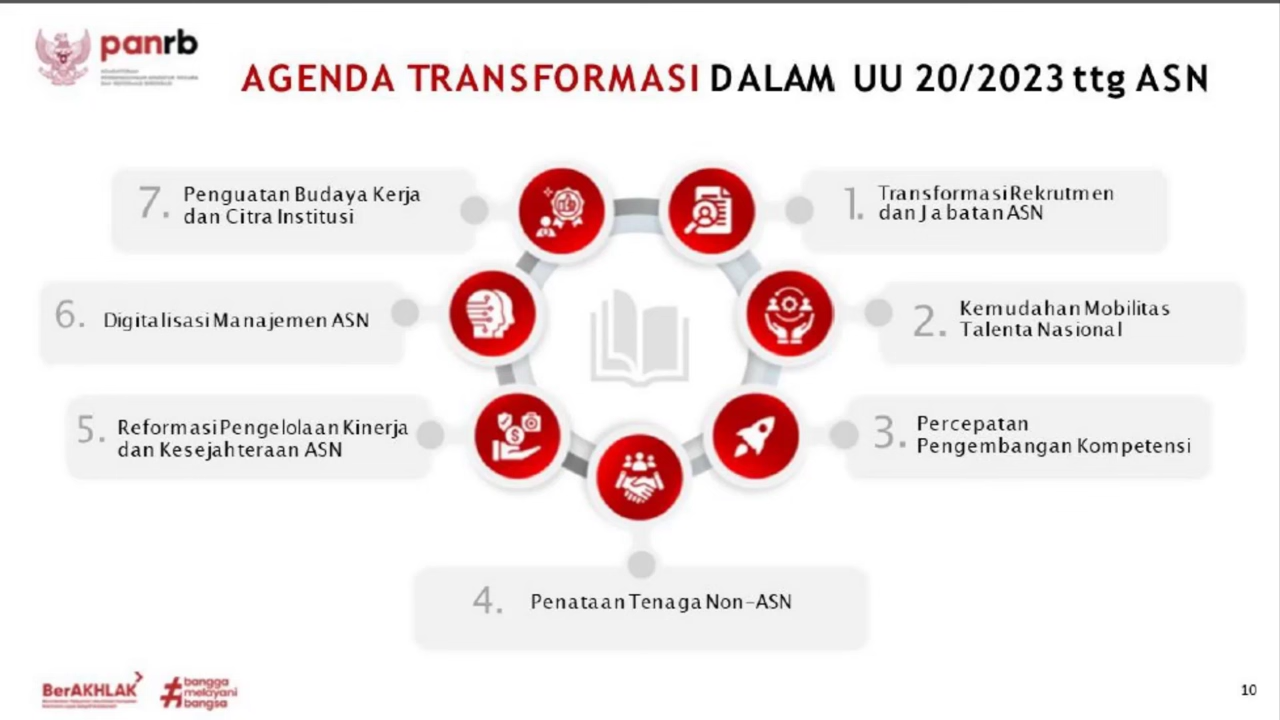 panrb
AGENDA TRANSFORMASI DALAM UU 20/2023 ttg ASN
1. Transformasi Rekrutmen
dan Jabatan ASN
2. Kemudahan Mobilitas
Talenta Nasional
3. Percepatan
Pengembangan Kompetensi
4. Penataan Tenaga Non-ASN
5. Reformasi Pengelolaan Kinerja
dan Kesejahteraan ASN
6. Digitalisasi Manajemen ASN
7. Penguatan Budaya Kerja
dan Citra Institusi
BerAKHLAK
#bangga
melayani
bangsa
10